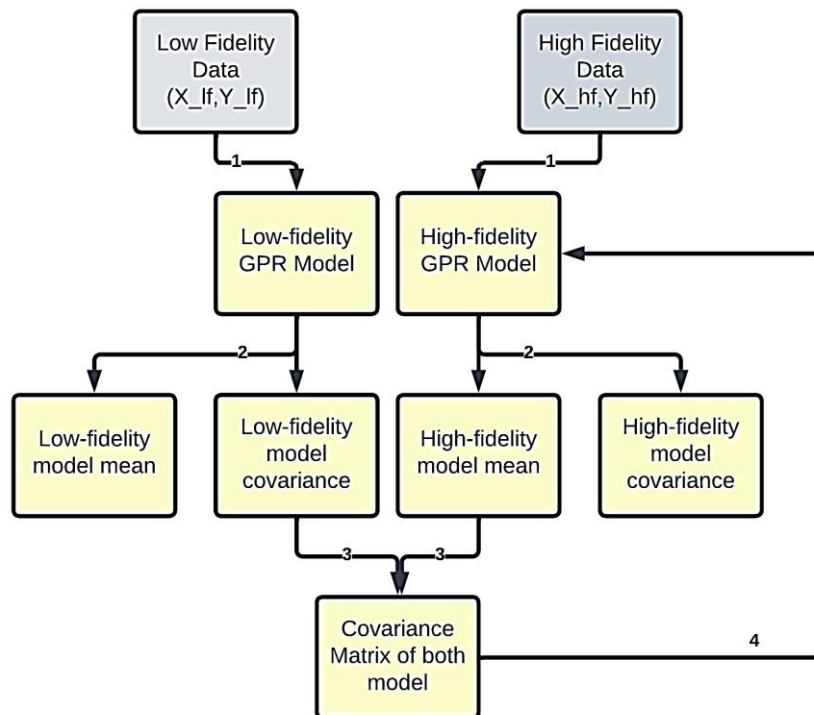 Low Fidelity
Data
(X_lf,Y_lf)
High Fidelity
Data
(X_hf,Y_hf)
1
1
Low-fidelity
GPR Model
High-fidelity
GPR Model
2
2
Low-fidelity
model mean
Low-fidelity
model
covariance
High-fidelity
model mean
High-fidelity
model
covariance
3
3
Covariance
Matrix of both
model
4